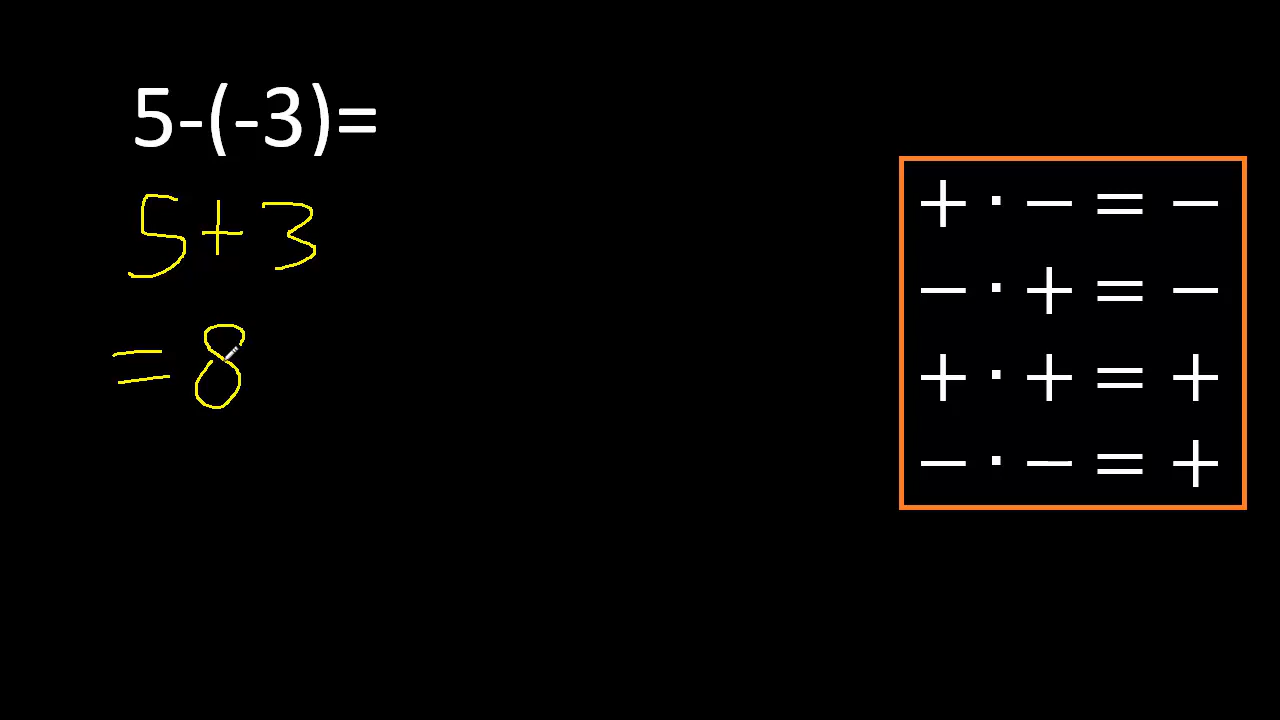 5-(-3)=
5+3
=8
+ · − = −
− · + = −
+ · + = +
− · − = +